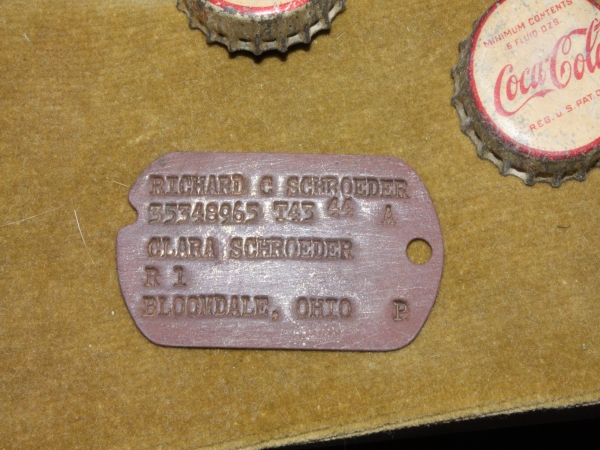 MINIMUM CONTENTS
6 FLUID OZS.
Coca-Cola
REG. U.S. PAT. O
RICHARD C SCHROEDER
35348965 T43 44 A
CLARA SCHROEDER
R 1
BLOOMDALE, OHIO P